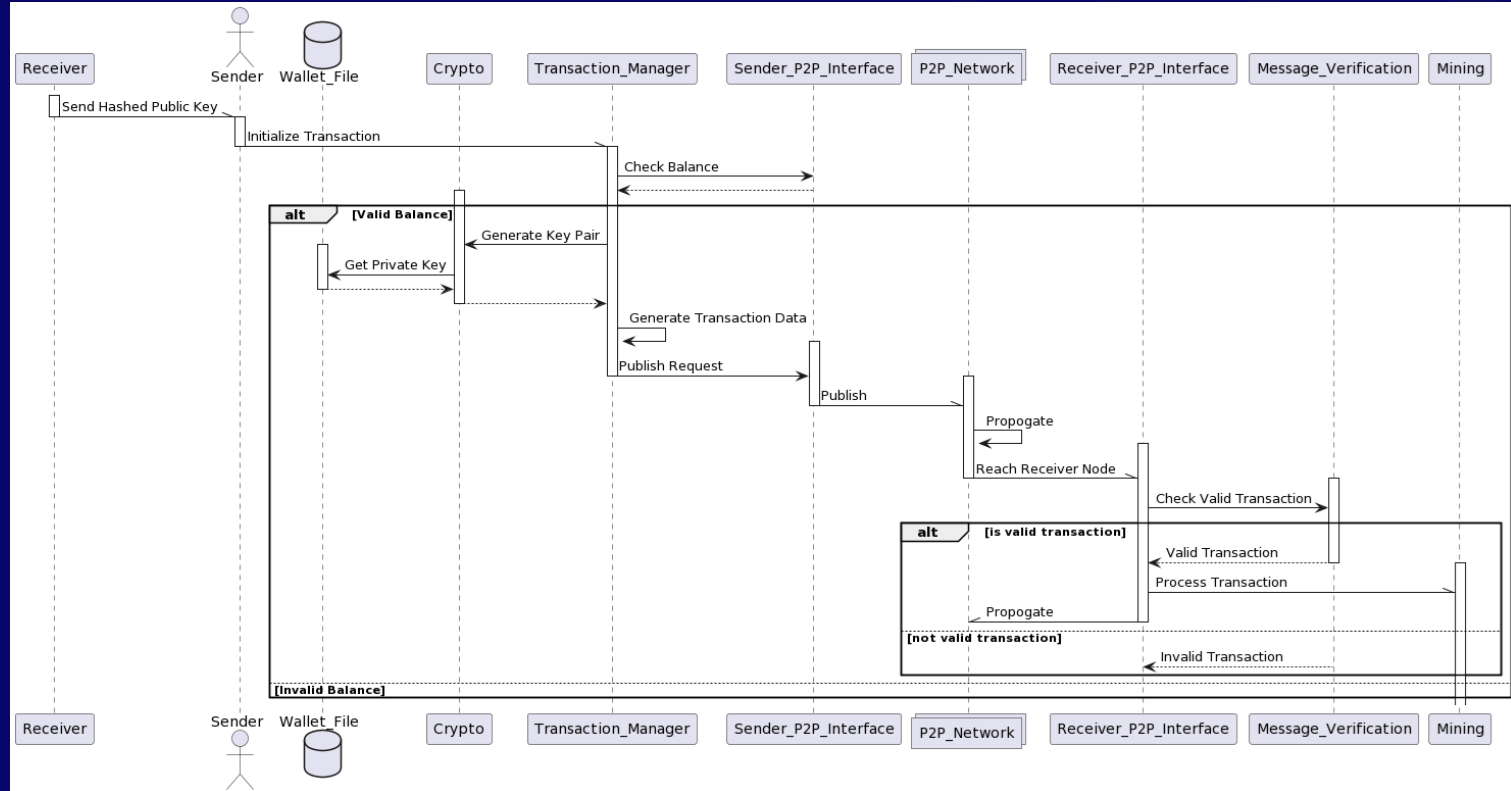 Receiver
Sender
Wallet_File
Crypto
Transaction_Manager
Sender_P2P_Interface
P2P_Network
Receiver_P2P_Interface
Message_Verification
Mining
Send Hashed Public Key
Initialize Transaction
Check Balance
alt
[Valid Balance]
Generate Key Pair
Get Private Key
Generate Transaction Data
Publish Request
Publish
Propogate
Reach Receiver Node
Check Valid Transaction
alt
[is valid transaction]
Valid Transaction
Process Transaction
Propogate
[not valid transaction]
Invalid Transaction
[Invalid Balance]
Receiver
Sender
Wallet_File
Crypto
Transaction_Manager
Sender_P2P_Interface
P2P_Network
Receiver_P2P_Interface
Message_Verification
Mining